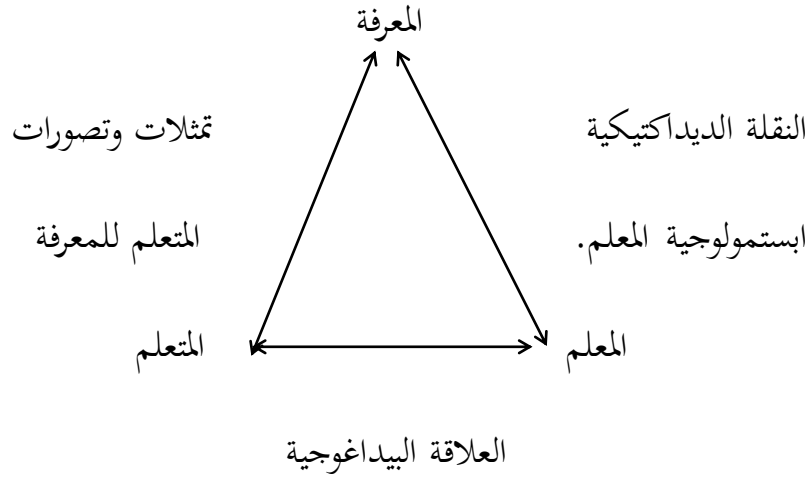 المعرفة
النقلة الديداكتيكية
تمثلات وتصورات
ابستمولوجية المعلم.
المتعلم للمعرفة
المعلم
المتعلم
العلاقة البيداغوجية